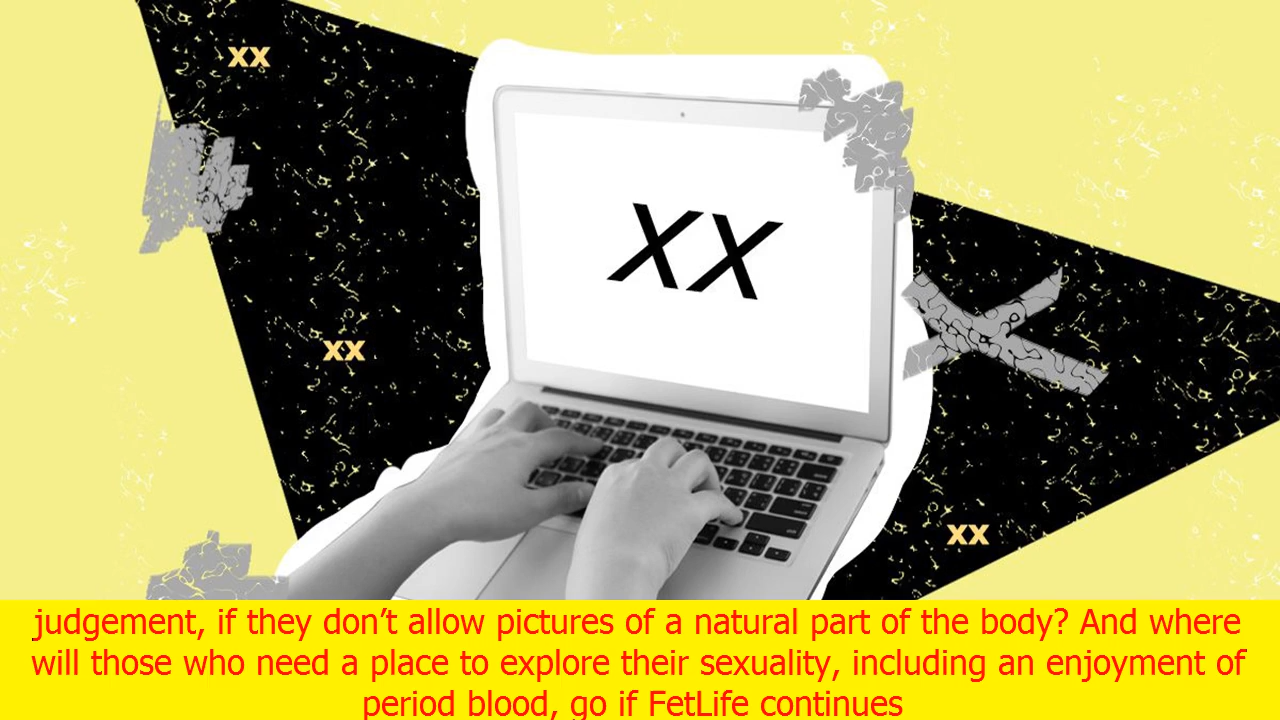 xx
XX
xx
xx
judgement, if they don’t allow pictures of a natural part of the body? And where
will those who need a place to explore their sexuality, including an enjoyment of
period blood, go if FetLife continues